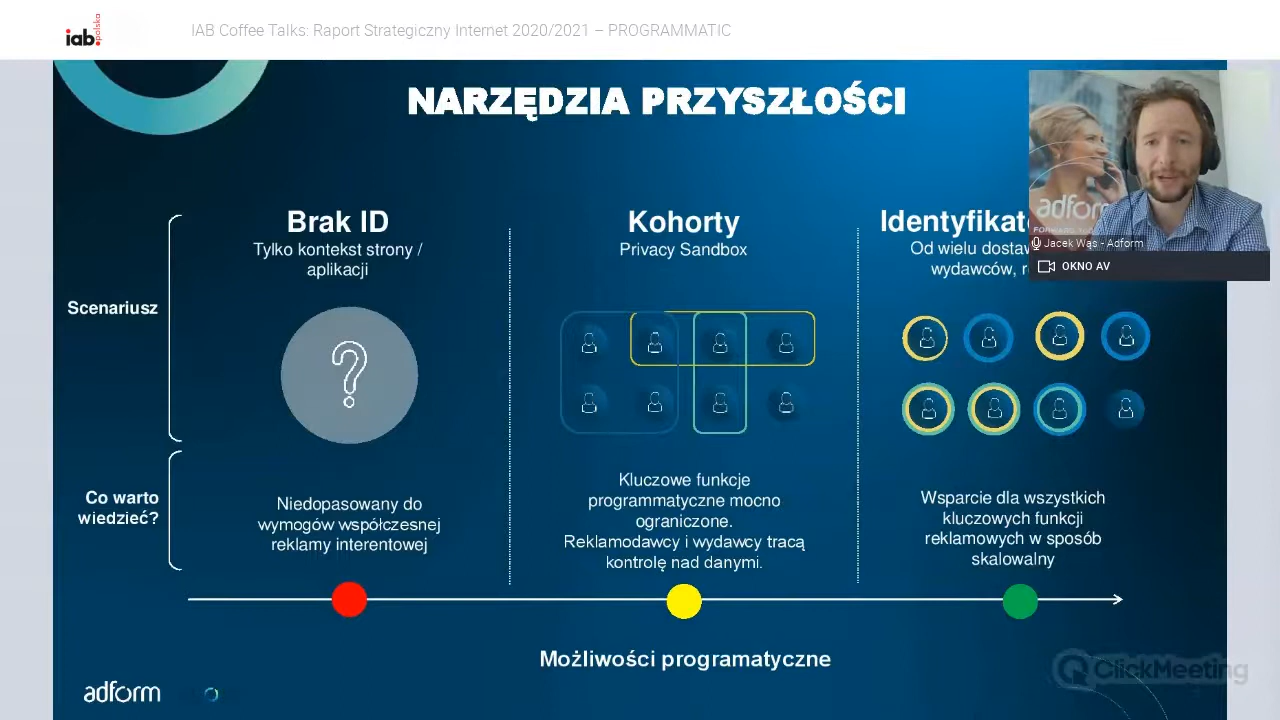 iab:
polska
IAB Coffee Talks: Raport Strategiczny Internet 2020/2021 – PROGRAMMATIC
NARZĘDZIA PRZYSZŁOŚCI
Brak ID
Tylko kontekst strony /
aplikacji
Kohorty
Privacy Sandbox
Od wielu
wydawców,
adform
Jacek Wąs - Adform
OKNO AV
Scenariusz
Co warto
wiedzieć?
Niedopasowany do
wymogów współczesnej
reklamy interentowej
Kluczowe funkcje
programmatyczne mocno
ograniczone.
Reklamodawcy i wydawcy tracą
kontrolę nad danymi.
Wsparcie dla wszystkich
kluczowych funkcji
reklamowych w sposób
skalowalny
Możliwości programatyczne
adform
ClickMeeting